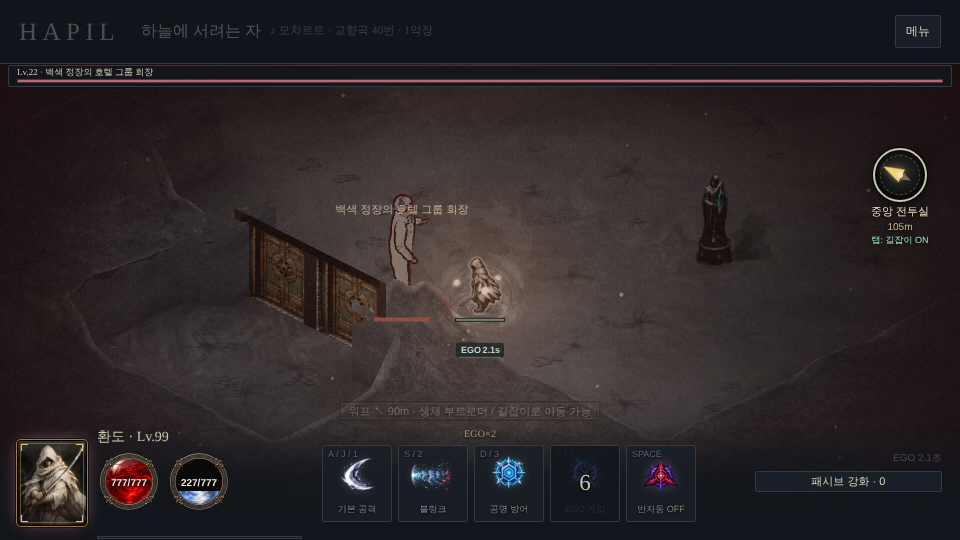 HAPIL
하늘에 서려는 자
♪ 모차르트 · 교향곡 40번 · 1악장
메뉴
Lv.22 · 백색 정장의 호텔 그룹 회장
백색 정장의 호텔 그룹 회장
중앙 전투실
105m
탭: 길잡이 ON
EGO 2.1s
워프 ↖ 90m · 생체 부트로더 / 길잡이로 이동 가능
EGO×2
환도 · Lv.99
777/777
227/777
A / J / 1
기본 공격
S / 2
블링크
D / 3
공명 방어
6
EGO 진입
SPACE
반자동 OFF
EGO 2.1초
패시브 강화 · 0